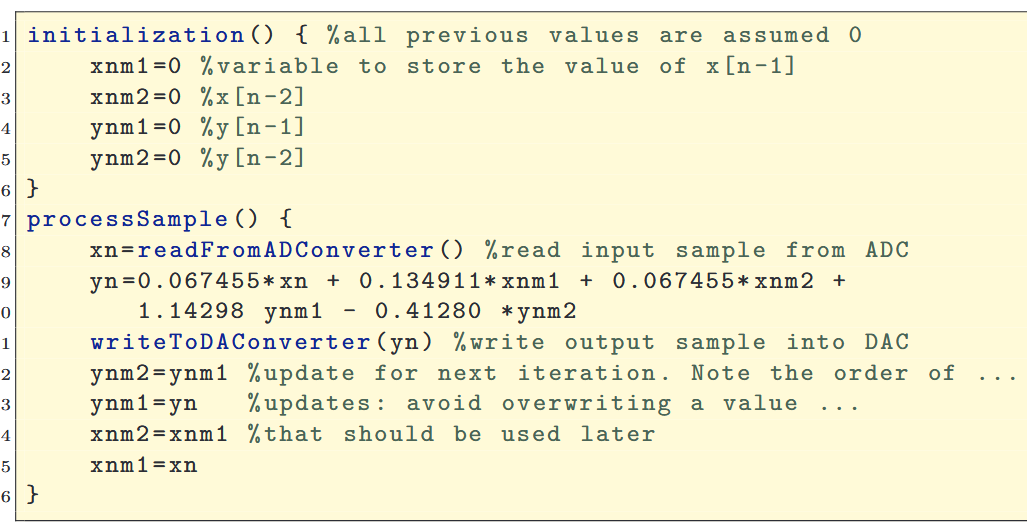 1 initialization() { %all previous values are assumed 0
2     xnm1=0 %variable to store the value of x[n-1]
3     xnm2=0 %x[n-2]
4     ynm1=0 %y[n-1]
5     ynm2=0 %y[n-2]
6 }
7 processSample() {
8     xn=readFromADConverter() %read input sample from ADC
9     yn=0.067455*xn + 0.134911*xnm1 + 0.067455*xnm2 +
0        1.14298 ynm1 - 0.41280 *ynm2
1     writeToDAConverter(yn) %write output sample into DAC
2     ynm2=ynm1 %update for next iteration. Note the order of ...
3     ynm1=yn   %updates: avoid overwriting a value ...
4     xnm2=xnm1 %that should be used later
5     xnm1=xn
6 }